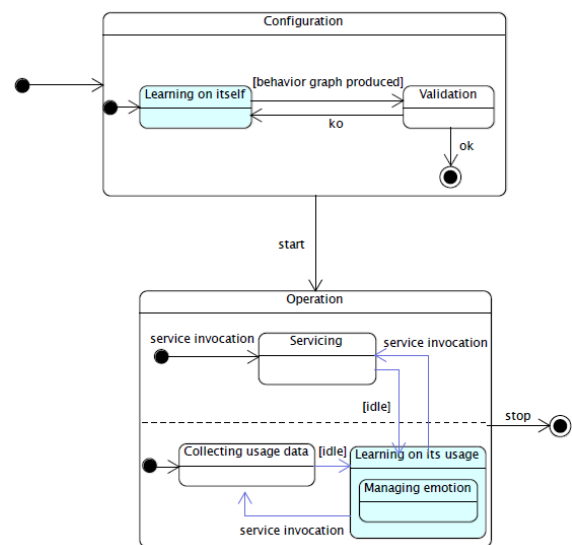 Configuration
[behavior graph produced]
Learning on itself
Validation
ko
ok
start
Operation
service invocation
Servicing
service invocation
[idle]
stop
Collecting usage data
[idle]
Learning on its usage
Managing emotion
service invocation